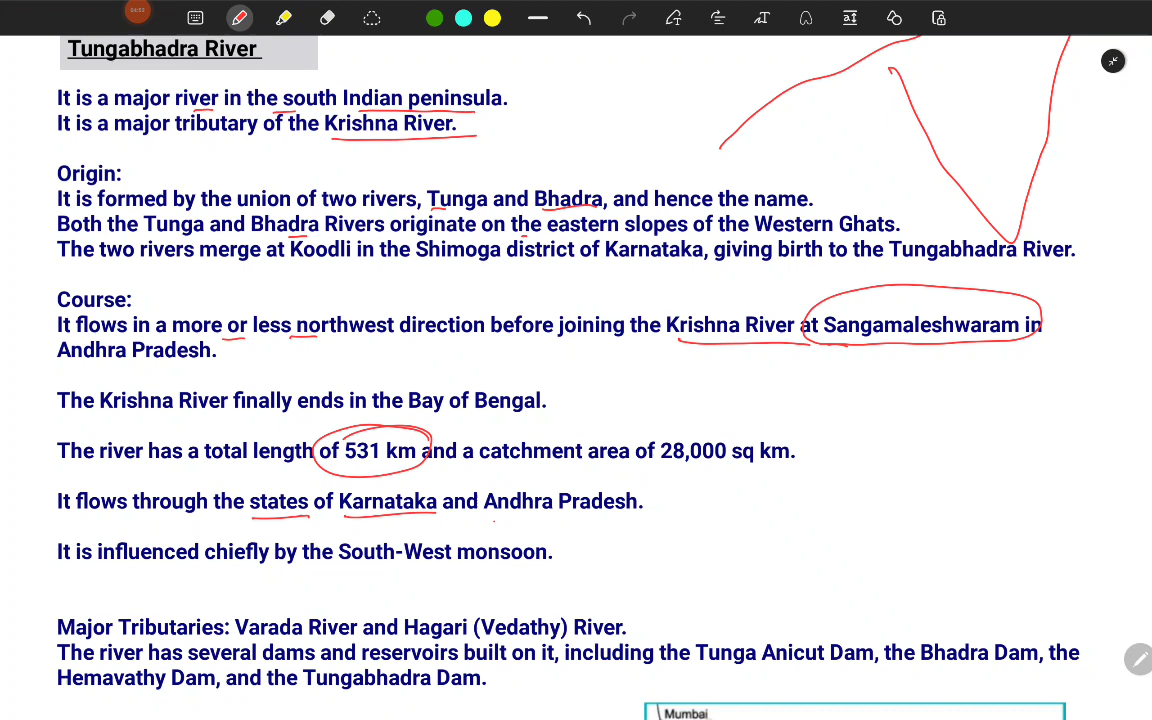 04:53
Tungabhadra River
It is a major river in the south Indian peninsula.
It is a major tributary of the Krishna River.
Origin:
It is formed by the union of two rivers, Tunga and Bhadra, and hence the name.
Both the Tunga and Bhadra Rivers originate on the eastern slopes of the Western Ghats.
The two rivers merge at Koodli in the Shimoga district of Karnataka, giving birth to the Tungabhadra River.
Course:
It flows in a more or less northwest direction before joining the Krishna River at Sangamaleshwaram in
Andhra Pradesh.
The Krishna River finally ends in the Bay of Bengal.
The river has a total length of 531 km and a catchment area of 28,000 sq km.
It flows through the states of Karnataka and Andhra Pradesh.
It is influenced chiefly by the South-West monsoon.
Major Tributaries: Varada River and Hagari (Vedathy) River.
The river has several dams and reservoirs built on it, including the Tunga Anicut Dam, the Bhadra Dam, the
Hemavathy Dam, and the Tungabhadra Dam.
Mumbai